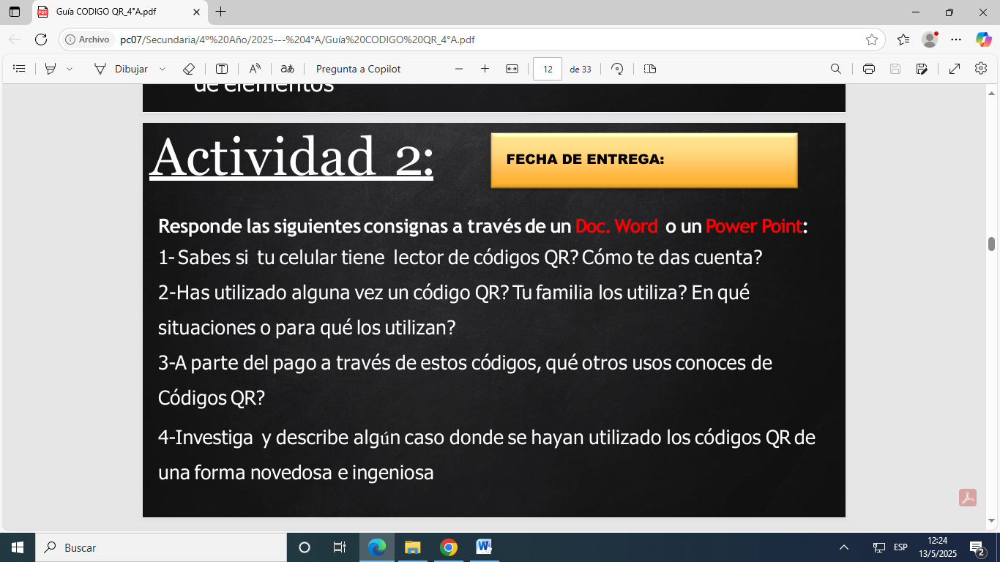 Guía CODIGO QR_4°A.pdf
Archivo pc07/Secundaria/4º%20Año/2025---%204°A/Guía%20CODIGO%20QR_4°A.pdf
Dibujar aあ Pregunta a Copilot 12 de 33
de elementos
Actividad 2:
FECHA DE ENTREGA:
Responde las siguientes consignas a través de un Doc. Word o un Power Point:
1- Sabes si tu celular tiene lector de códigos QR? Cómo te das cuenta?
2-Has utilizado alguna vez un código QR? Tu familia los utiliza? En qué
situaciones o para qué los utilizan?
3-A parte del pago a través de estos códigos, qué otros usos conoces de
Códigos QR?
4-Investiga y describe algún caso donde se hayan utilizado los códigos QR de
una forma novedosa e ingeniosa
Buscar
ESP
12:24
13/5/2025
2